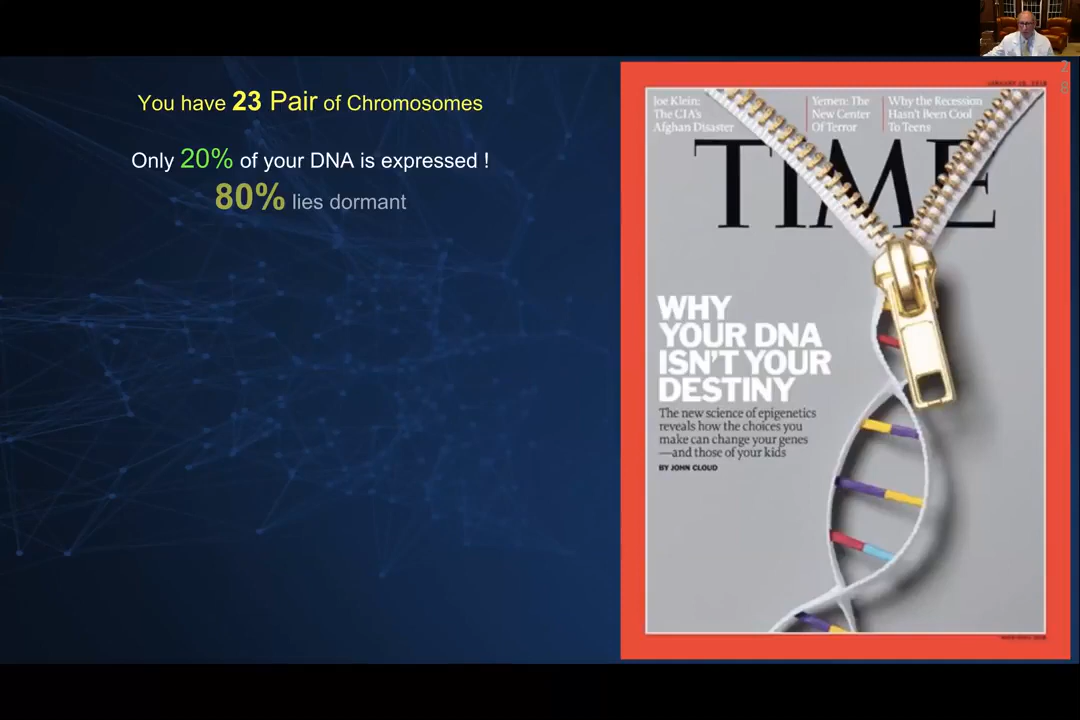 You have 23 Pair of Chromosomes
Only 20% of your DNA is expressed !
80% lies dormant
28
Joe Klein:
The CIA's
Afghan Disaster
Yemen: The
New Center
Of Terror
Why the Recession
Hasn't Been Cool
To Teens
TIME
WHY
YOUR DNA
ISN'T YOUR
DESTINY
The new science of epigenetics
reveals how the choices you
make can change your genes
—and those of your kids
BY JOHN CLOUD